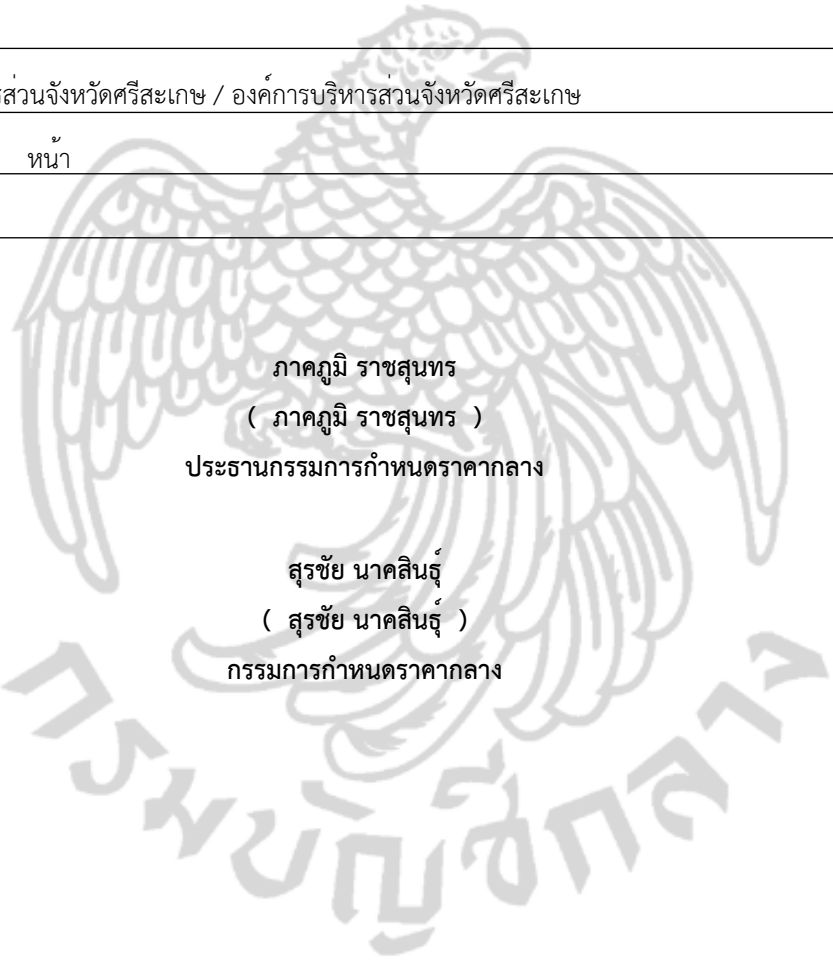 ส่วนจังหวัดศรีสะเกษ / องค์การบริหารส่วนจังหวัดศรีสะเกษ
หน้า
ภาคภูมิ ราชสุนทร
( ภาคภูมิ ราชสุนทร )
ประธานกรรมการกำหนดราคากลาง
สุรชัย นาคสินธุ์
( สุรชัย นาคสินธุ์ )
กรรมการกำหนดราคากลาง
กรมบัญชีกลาง